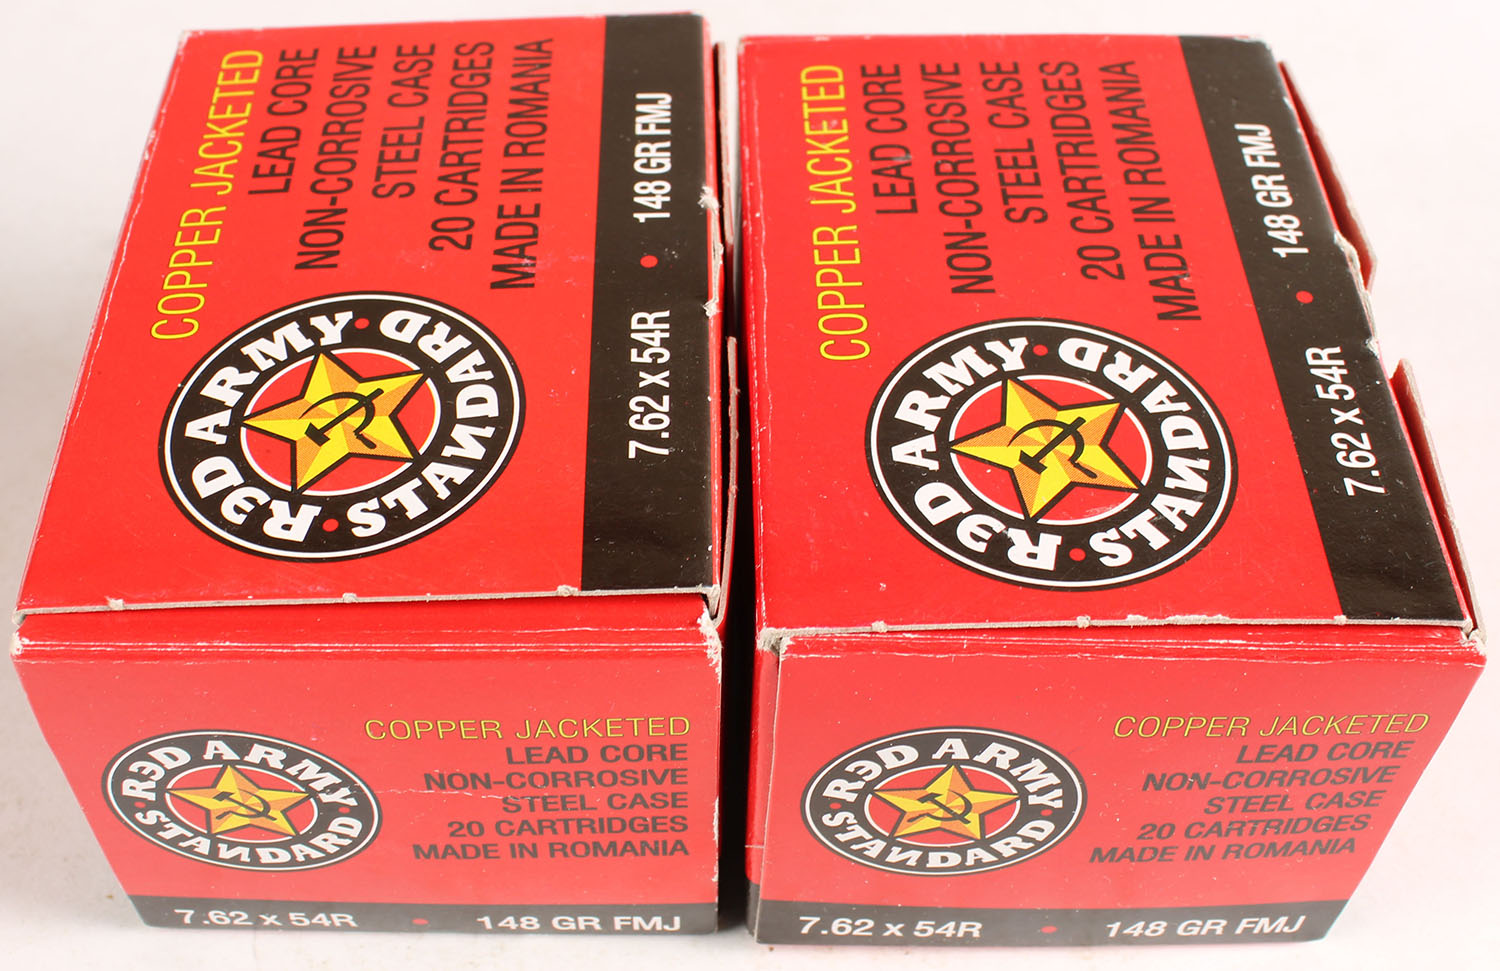 COPPER JACKETED
LEAD CORE
NON-CORROSIVE
STEEL CASE
20 CARTRIDGES
MADE IN ROMANIA
RED ARMY • STANDARD •
7.62 x 54R • 148 GR FMJ
RED ARMY • STANDARD •
COPPER JACKETED
LEAD CORE
NON-CORROSIVE
STEEL CASE
20 CARTRIDGES
MADE IN ROMANIA
7.62 x 54R • 148 GR FMJ
COPPER JACKETED
LEAD CORE
NON-CORROSIVE
STEEL CASE
20 CARTRIDGES
MADE IN ROMANIA
RED ARMY • STANDARD •
7.62 x 54R • 148 GR FMJ
RED ARMY • STANDARD •
COPPER JACKETED
LEAD CORE
NON-CORROSIVE
STEEL CASE
20 CARTRIDGES
MADE IN ROMANIA
7.62 x 54R • 148 GR FMJ